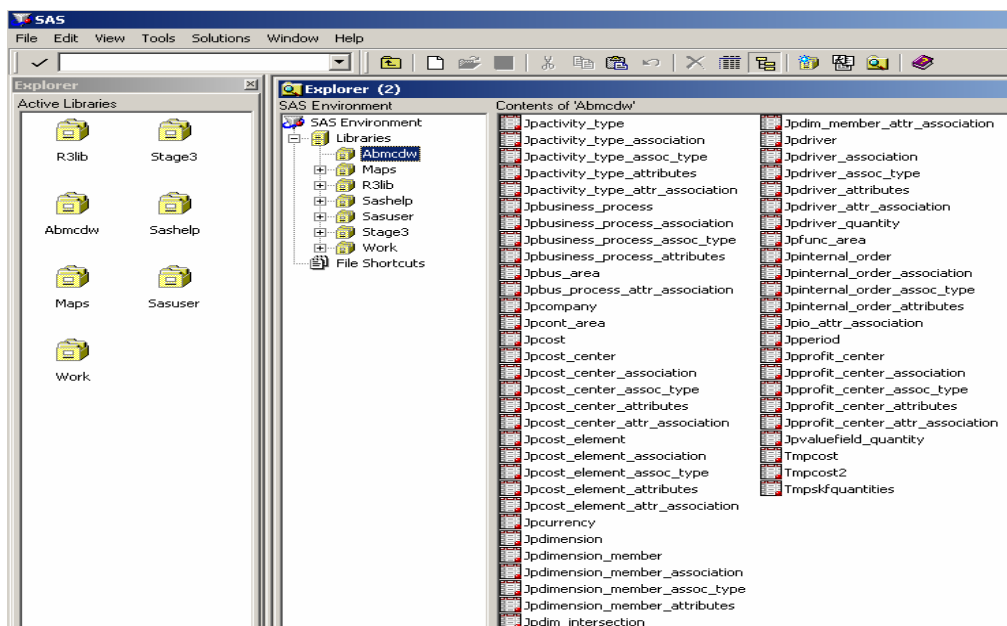 SAS
File Edit View Tools Solutions Window Help
Explorer
Active Libraries
R3lib Stage3
Abmcdw Sashelp
Maps Sasuser
Work
Explorer (2)
SAS Environment
SAS Environment
Libraries
Abmcdw
Maps
R3lib
Sashelp
Sasuser
Stage3
Work
File Shortcuts
Contents of 'Abmcdw'
Jpactivity_type
Jpactivity_type_association
Jpactivity_type_assoc_type
Jpactivity_type_attributes
Jpactivity_type_attr_association
Jpbusiness_process
Jpbusiness_process_association
Jpbusiness_process_assoc_type
Jpbusiness_process_attributes
Jpbus_area
Jpbus_process_attr_association
Jpcompany
Jpcont_area
Jpcost
Jpcost_center
Jpcost_center_association
Jpcost_center_assoc_type
Jpcost_center_attributes
Jpcost_center_attr_association
Jpcost_element
Jpcost_element_association
Jpcost_element_assoc_type
Jpcost_element_attributes
Jpcost_element_attr_association
Jpcurrency
Jpdimension
Jpdimension_member
Jpdimension_member_association
Jpdimension_member_assoc_type
Jpdimension_member_attributes
Jpdim_intersection
Jpdim_member_attr_association
Jpdriver
Jpdriver_association
Jpdriver_assoc_type
Jpdriver_attributes
Jpdriver_attr_association
Jpdriver_quantity
Jpfunc_area
Jpinternal_order
Jpinternal_order_association
Jpinternal_order_assoc_type
Jpinternal_order_attributes
Jpio_attr_association
Jpperiod
Jpprofit_center
Jpprofit_center_association
Jpprofit_center_assoc_type
Jpprofit_center_attributes
Jpprofit_center_attr_association
Jpvaluefield_quantity
Tmpcost
Tmpcost2
Tmpskfquantities